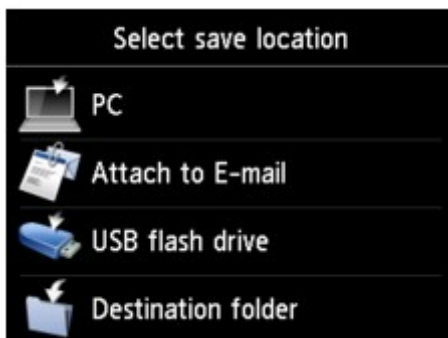 Select save location
PC
Attach to E-mail
USB flash drive
Destination folder